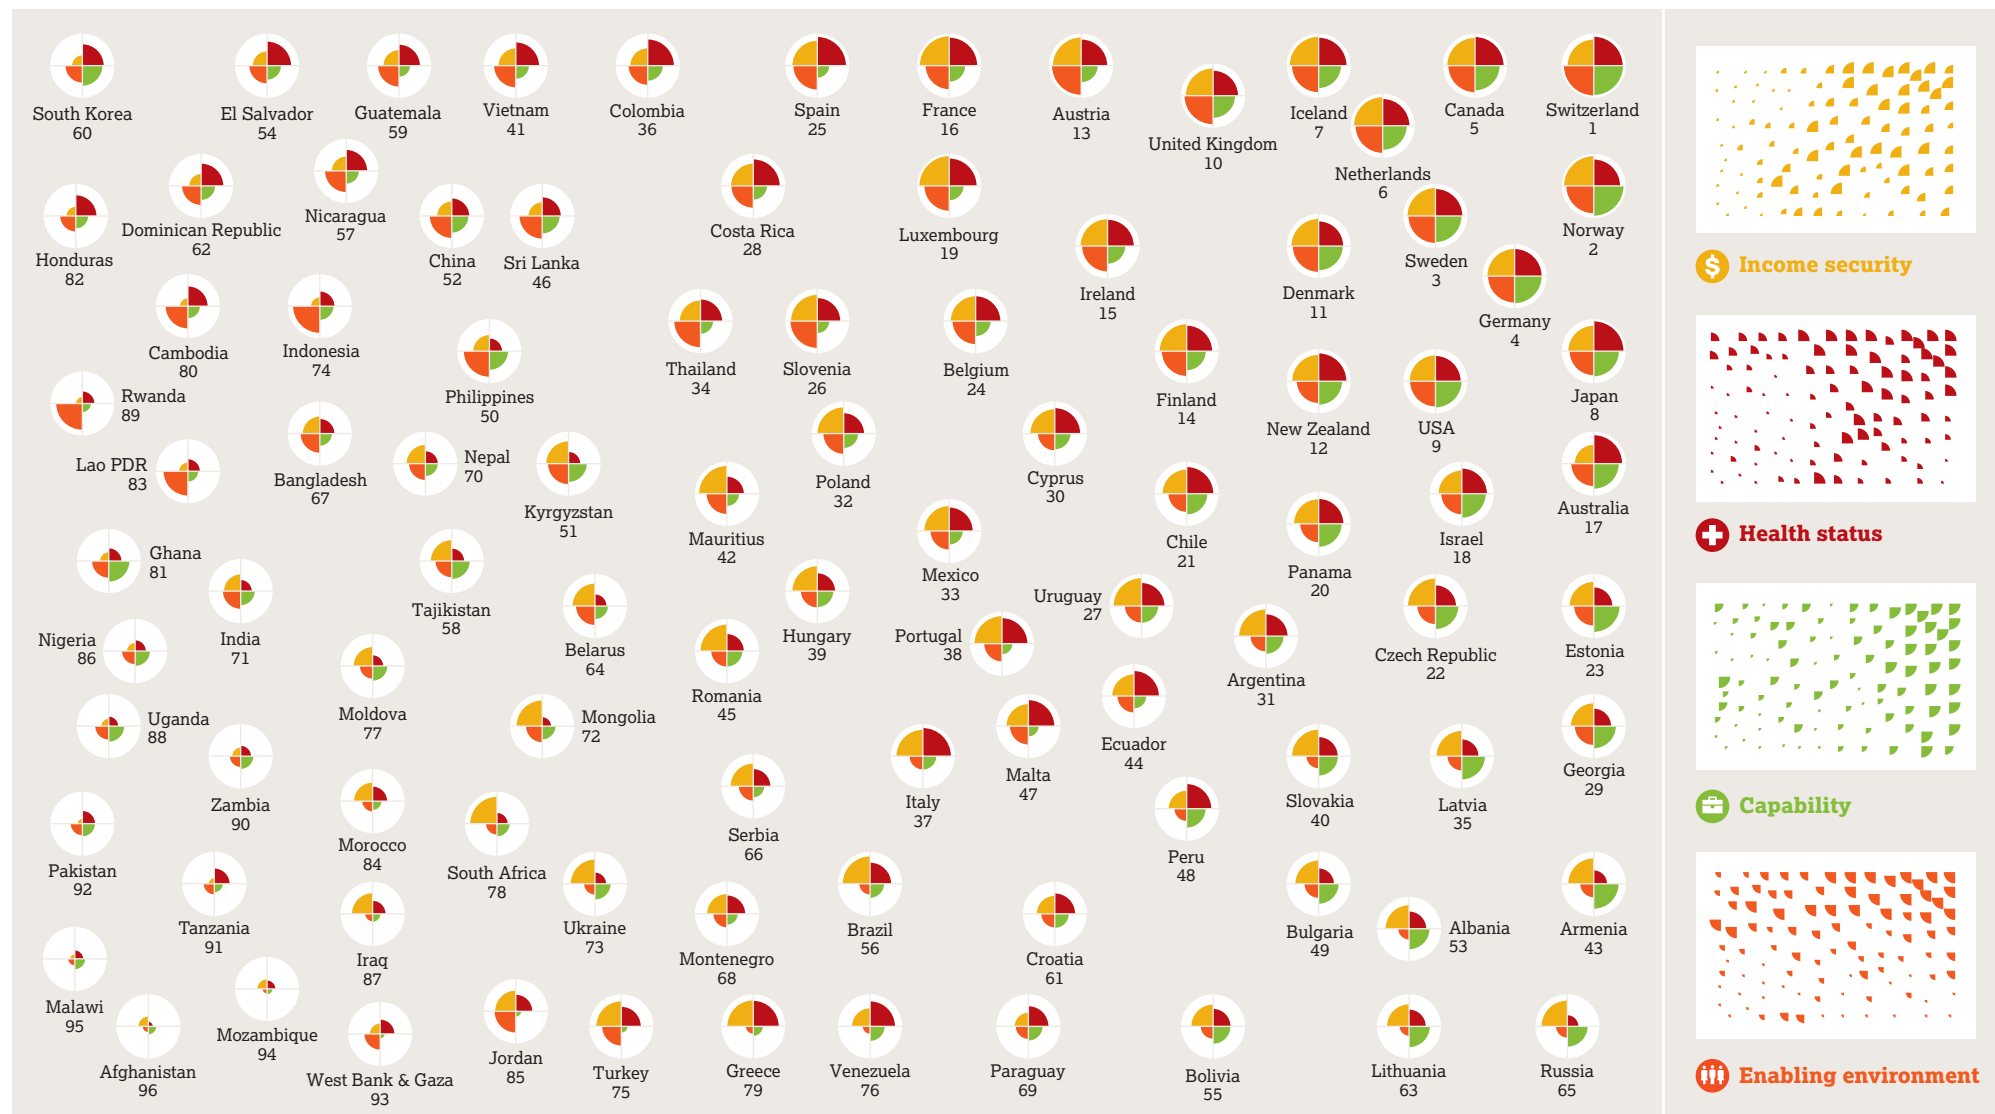 South Korea
60
El Salvador
54
Guatemala
59
Vietnam
41
Colombia
36
Spain
25
France
16
Austria
13
United Kingdom
10
Iceland
7
Netherlands
6
Canada
5
Switzerland
1
Honduras
82
Dominican Republic
62
Nicaragua
57
China
52
Sri Lanka
46
Costa Rica
28
Luxembourg
19
Ireland
15
Denmark
11
Sweden
3
Germany
4
Norway
2
Cambodia
80
Indonesia
74
Philippines
50
Thailand
34
Slovenia
26
Belgium
24
Finland
14
New Zealand
12
USA
9
Japan
8
Rwanda
89
Lao PDR
83
Bangladesh
67
Nepal
70
Kyrgyzstan
51
Mauritius
42
Poland
32
Mexico
33
Cyprus
30
Chile
21
Panama
20
Israel
18
Australia
17
Ghana
81
India
71
Nigeria
86
Tajikistan
58
Belarus
64
Romania
45
Hungary
39
Portugal
38
Uruguay
27
Argentina
31
Czech Republic
22
Estonia
23
Uganda
88
Zambia
90
Moldova
77
Mongolia
72
Serbia
66
Italy
37
Malta
47
Ecuador
44
Peru
48
Slovakia
40
Latvia
35
Georgia
29
Pakistan
92
Tanzania
91
Morocco
84
South Africa
78
Iraq
87
Ukraine
73
Montenegro
68
Brazil
56
Croatia
61
Bulgaria
49
Albania
53
Armenia
43
Malawi
95
Afghanistan
96
Mozambique
94
West Bank & Gaza
93
Jordan
85
Turkey
75
Greece
79
Venezuela
76
Paraguay
69
Bolivia
55
Lithuania
63
Russia
65
$ Income security
Health status
Capability
Enabling environment